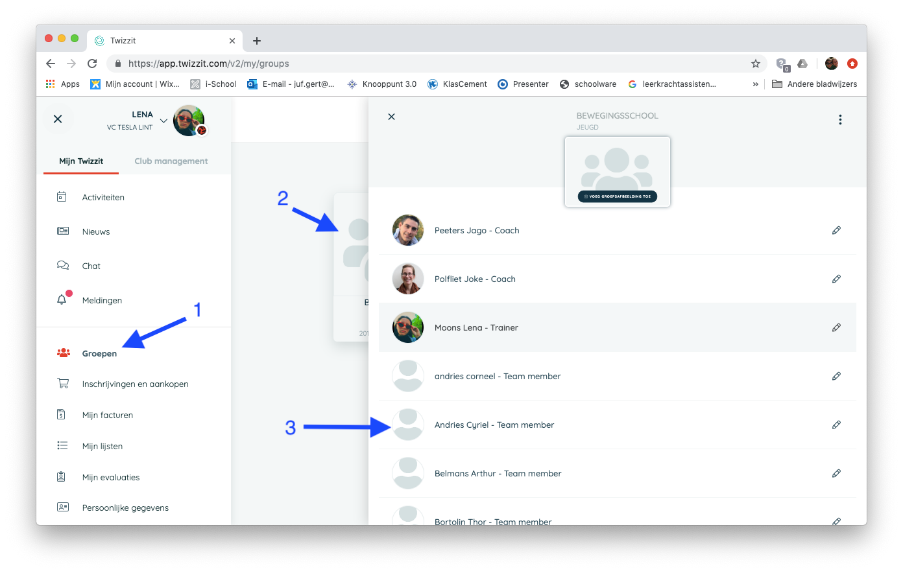 Twizzit
https://app.twizzit.com/v2/my/groups
Apps Mijn account | Wix... I-School E-mail - juf.gert@... Knooppunt 3.0 KlasCement Presenter schoolware leerkrachtassisten... » Andere bladwijzers
LENA
VC TESLA LINT
Mijn Twizzit Club management
Activiteiten
Nieuws
Chat
Meldingen
1
Groepen
Inschrijvingen en aankopen
Mijn facturen
Mijn lijsten
Mijn evaluaties
Persoonlijke gegevens
2
B
201
3
BEWEGINGSSCHOOL
JEUGD
VOEG GROEPSAFBEELDING TOE
Peeters Jago - Coach
Polfliet Joke - Coach
Moons Lena - Trainer
andries corneel - Team member
Andries Cyriel - Team member
Belmans Arthur - Team member
Bortolin Thor - Team member